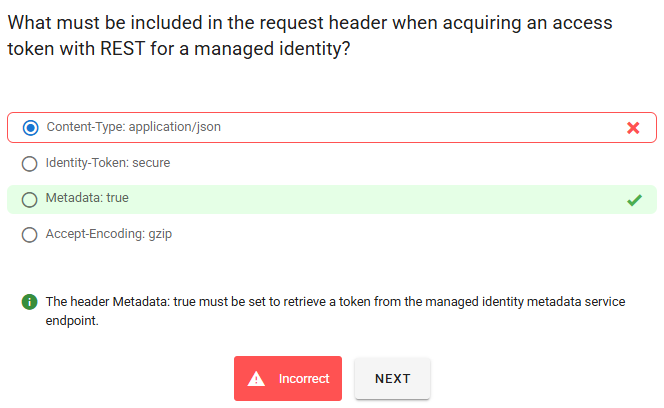 What must be included in the request header when acquiring an access
token with REST for a managed identity?
Content-Type: application/json
Identity-Token: secure
Metadata: true
Accept-Encoding: gzip
The header Metadata: true must be set to retrieve a token from the managed identity metadata service
endpoint.
Incorrect
NEXT